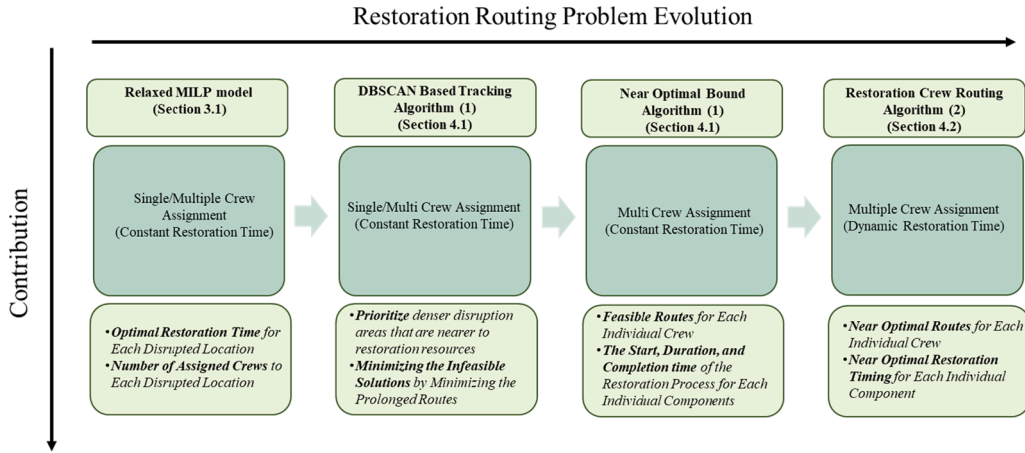 Restoration Routing Problem Evolution
Contribution
Relaxed MILP model
(Section 3.1)
Single/Multiple Crew
Assignment
(Constant Restoration Time)
•Optimal Restoration Time for
Each Disrupted Location
•Number of Assigned Crews to
Each Disrupted Location
DBSCAN Based Tracking
Algorithm (1)
(Section 4.1)
Single/Multi Crew Assignment
(Constant Restoration Time)
•Prioritize denser disruption
areas that are nearer to
restoration resources
•Minimizing the Infeasible
Solutions by Minimizing the
Prolonged Routes
Near Optimal Bound
Algorithm (1)
(Section 4.1)
Multi Crew Assignment
(Constant Restoration Time)
•Feasible Routes for Each
Individual Crew
•The Start, Duration, and
Completion time of the
Restoration Process for Each
Individual Components
Restoration Crew Routing
Algorithm (2)
(Section 4.2)
Multiple Crew Assignment
(Dynamic Restoration Time)
•Near Optimal Routes for Each
Individual Crew
•Near Optimal Restoration
Timing for Each Individual
Component